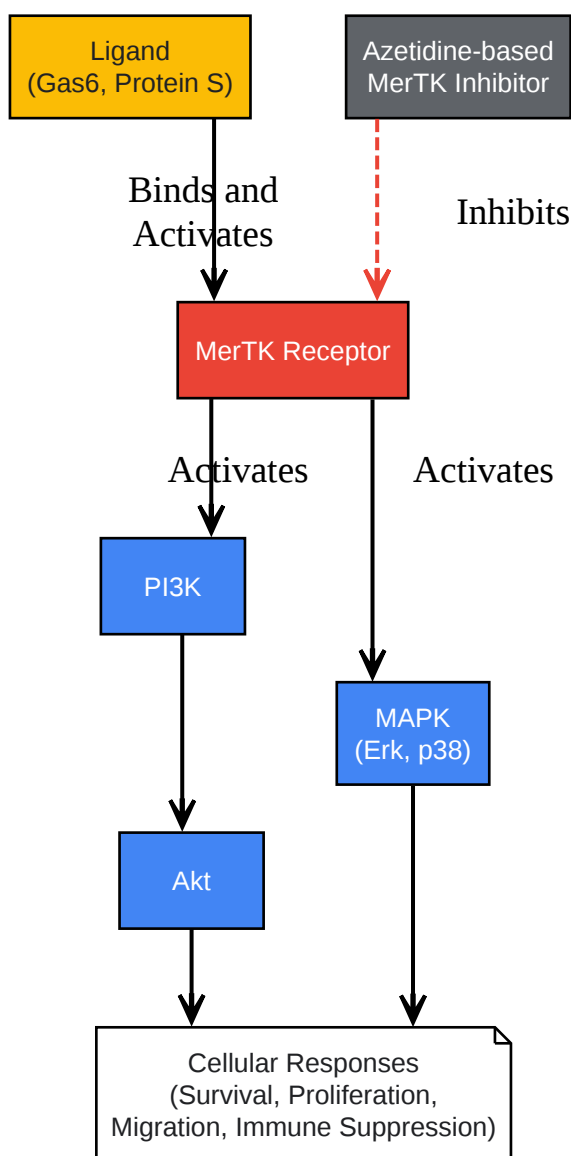 Ligand
(Gas6, Protein S)
Azetidine-based
MerTK Inhibitor
Binds and
Activates
Inhibits
MerTK Receptor
Activates
Activates
PI3K
MAPK
(Erk, p38)
Akt
Cellular Responses
(Survival, Proliferation,
Migration, Immune Suppression)